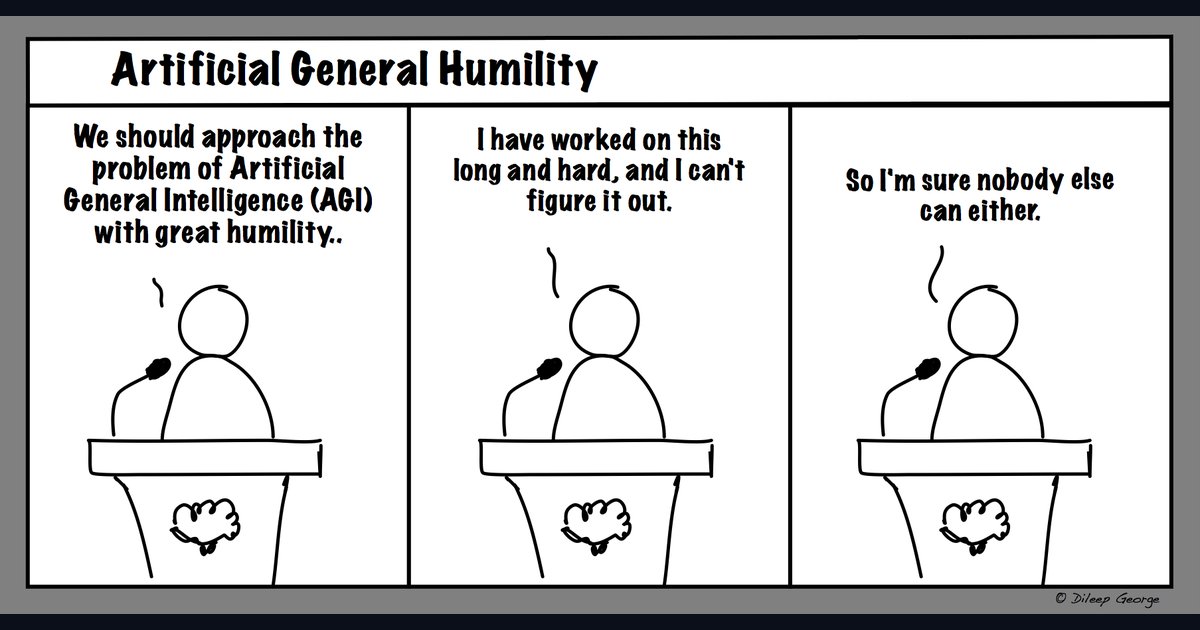 Artificial General Humility
We should approach the
problem of Artificial
General Intelligence (AGI)
with great humility..
I have worked on this
long and hard, and I can't
figure it out.
So I'm sure nobody else
can either.
© Dileep George